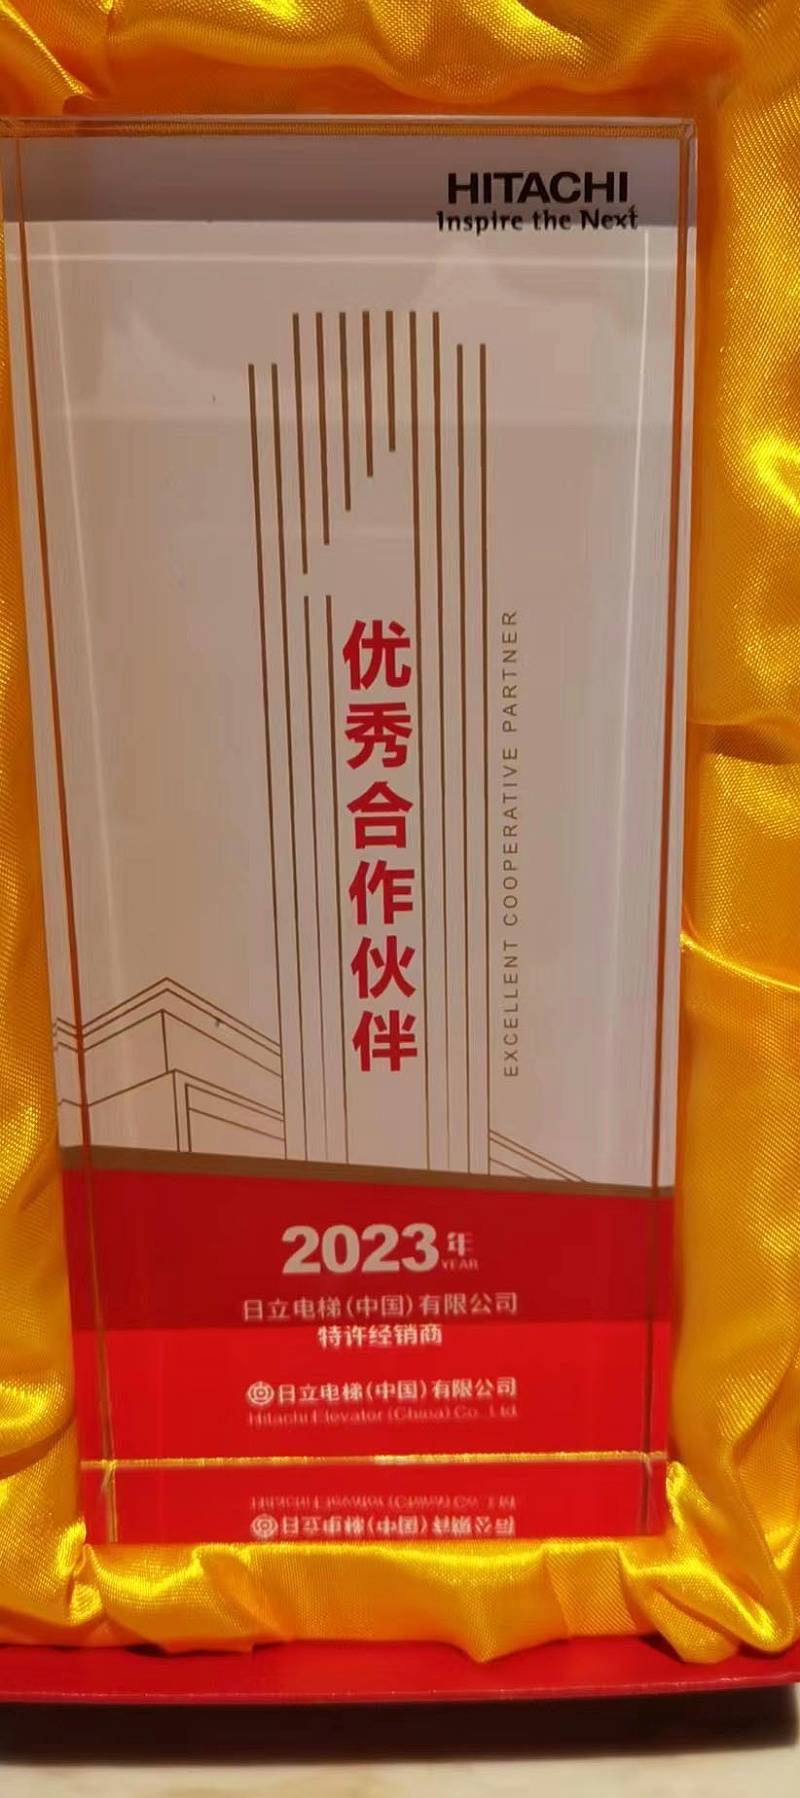 HITACHI
Inspire the Next
优秀合作伙伴
EXCELLENT COOPERATIVE PARTNER
2023年
YEAR
日立电梯(中国)有限公司
特许经销商
日立电梯(中国)有限公司
Hitachi Elevator (China) Co., Ltd.